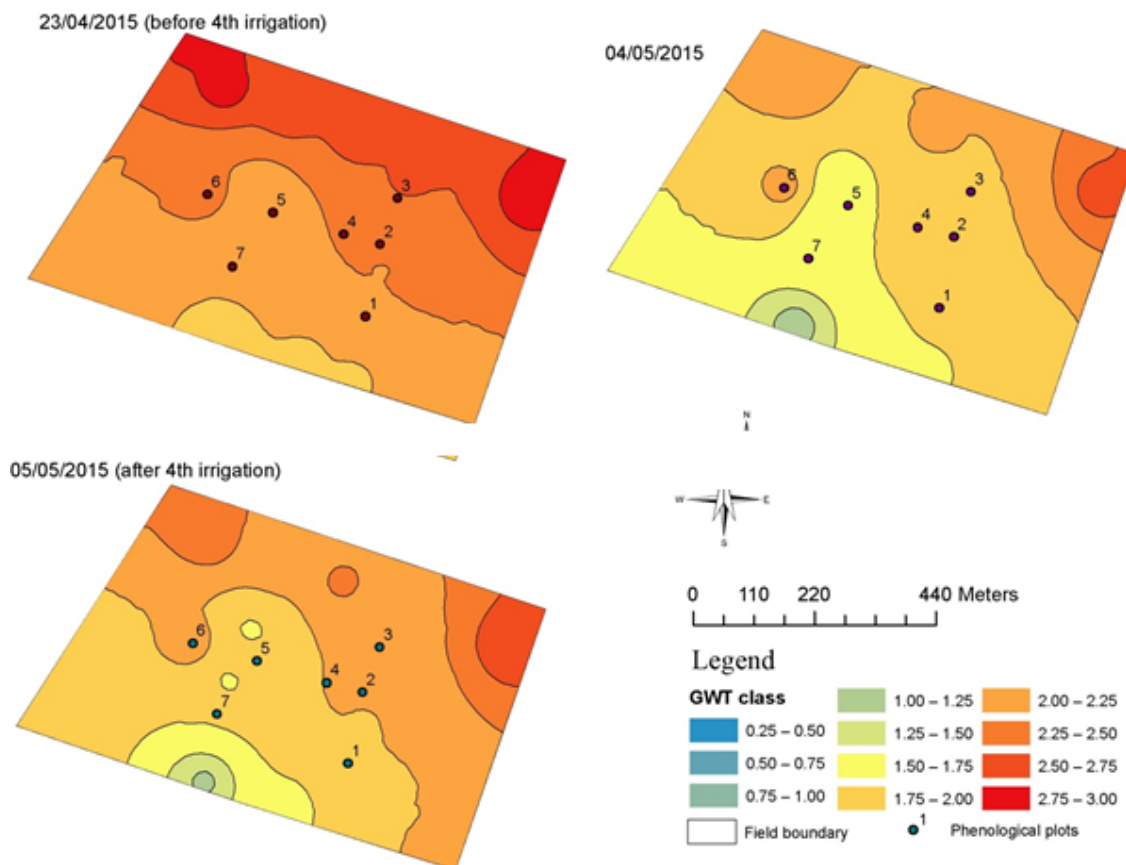 23/04/2015 (before 4th irrigation)
6
5
3
4
2
7
1
04/05/2015
6
5
3
4
2
7
1
05/05/2015 (after 4th irrigation)
6
5
3
4
2
7
1
N
W E
S
0 110 220 440 Meters
Legend
GWT class
0.25 – 0.50
0.50 – 0.75
0.75 – 1.00
1.00 – 1.25
1.25 – 1.50
1.50 – 1.75
1.75 – 2.00
2.00 – 2.25
2.25 – 2.50
2.50 – 2.75
2.75 – 3.00
Field boundary
1 Phenological plots